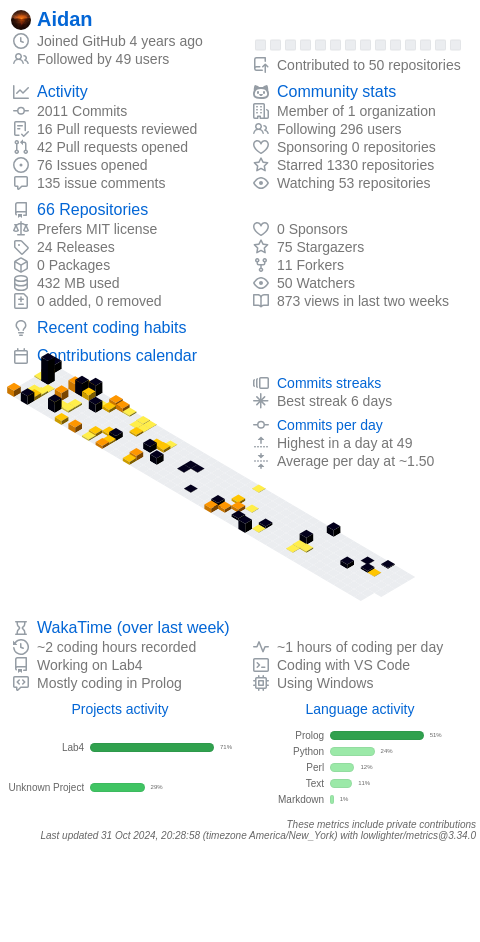 Aidan
Joined GitHub 4 years ago
Followed by 49 users
Contributed to 50 repositories
Activity
2011 Commits
16 Pull requests reviewed
42 Pull requests opened
76 Issues opened
135 issue comments
Community stats
Member of 1 organization
Following 296 users
Sponsoring 0 repositories
Starred 1330 repositories
Watching 53 repositories
66 Repositories
Prefers MIT license
24 Releases
0 Packages
432 MB used
0 added, 0 removed
0 Sponsors
75 Stargazers
11 Forkers
50 Watchers
873 views in last two weeks
Recent coding habits
Contributions calendar
Commits streaks
Best streak 6 days
Commits per day
Highest in a day at 49
Average per day at ~1.50
WakaTime (over last week)
~2 coding hours recorded
Working on Lab4
Mostly coding in Prolog
~1 hours of coding per day
Coding with VS Code
Using Windows
Projects activity
Lab4 71%
Unknown Project 29%
Language activity
Prolog 51%
Python 24%
Perl 12%
Text 11%
Markdown 1%
These metrics include private contributions
Last updated 31 Oct 2024, 20:28:58 (timezone America/New_York) with lowlighter/metrics@3.34.0